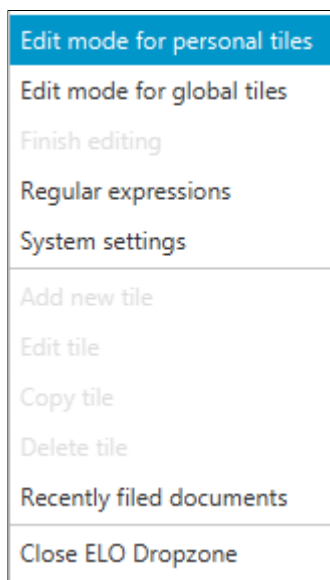 Edit mode for personal tiles
Edit mode for global tiles
Finish editing
Regular expressions
System settings
Add new tile
Edit tile
Copy tile
Delete tile
Recently filed documents
Close ELO Dropzone